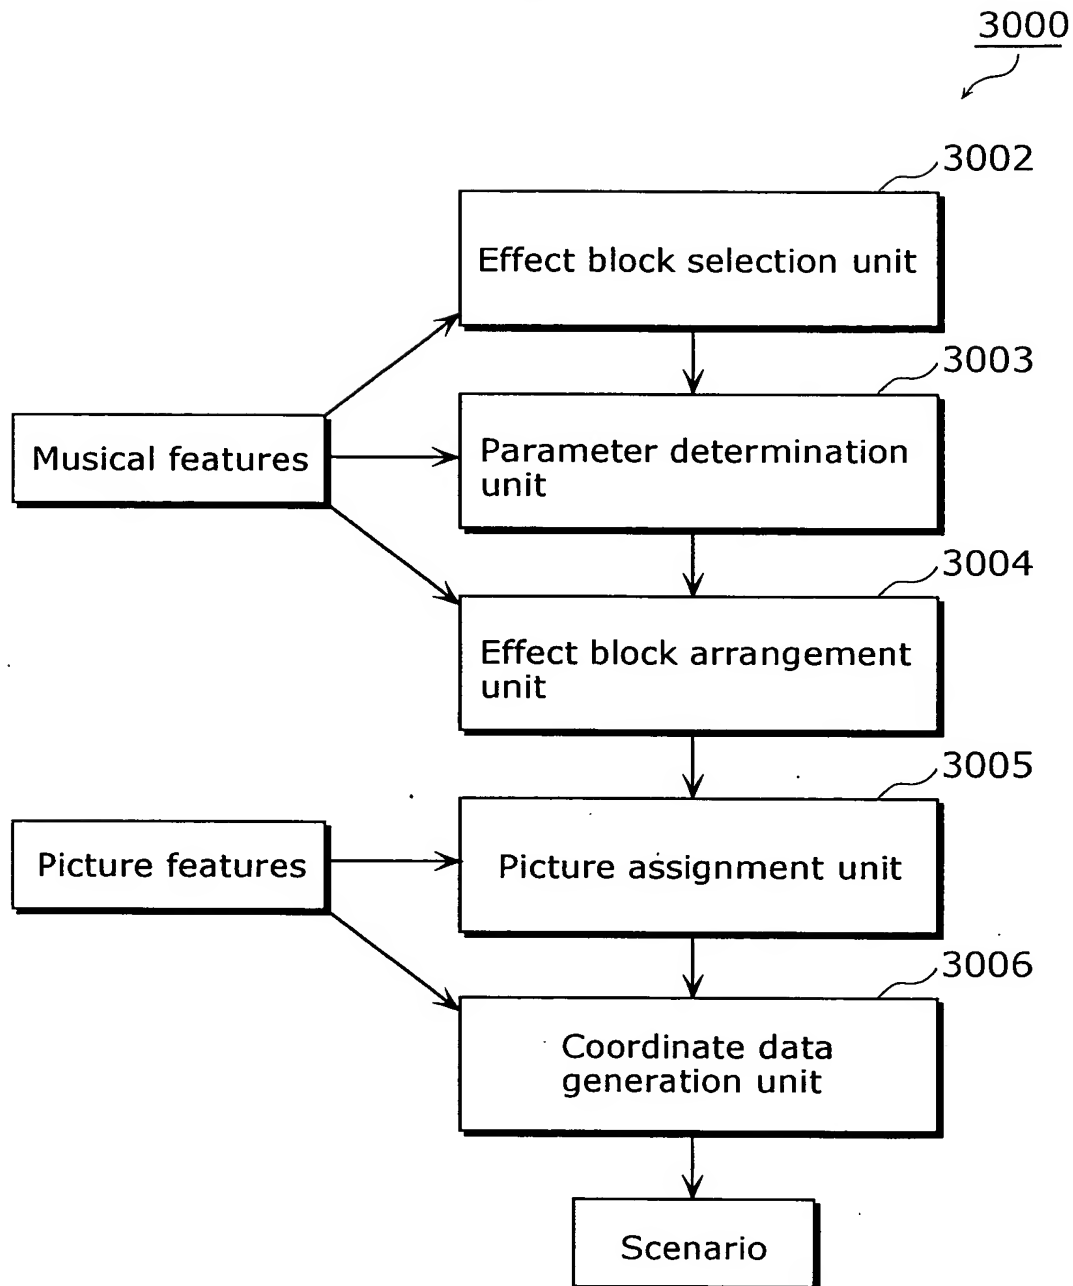 3000
3002
Effect block selection unit
3003
Musical features
Parameter determination
unit
3004
Effect block arrangement
unit
3005
Picture features
Picture assignment unit
3006
Coordinate data
generation unit
Scenario